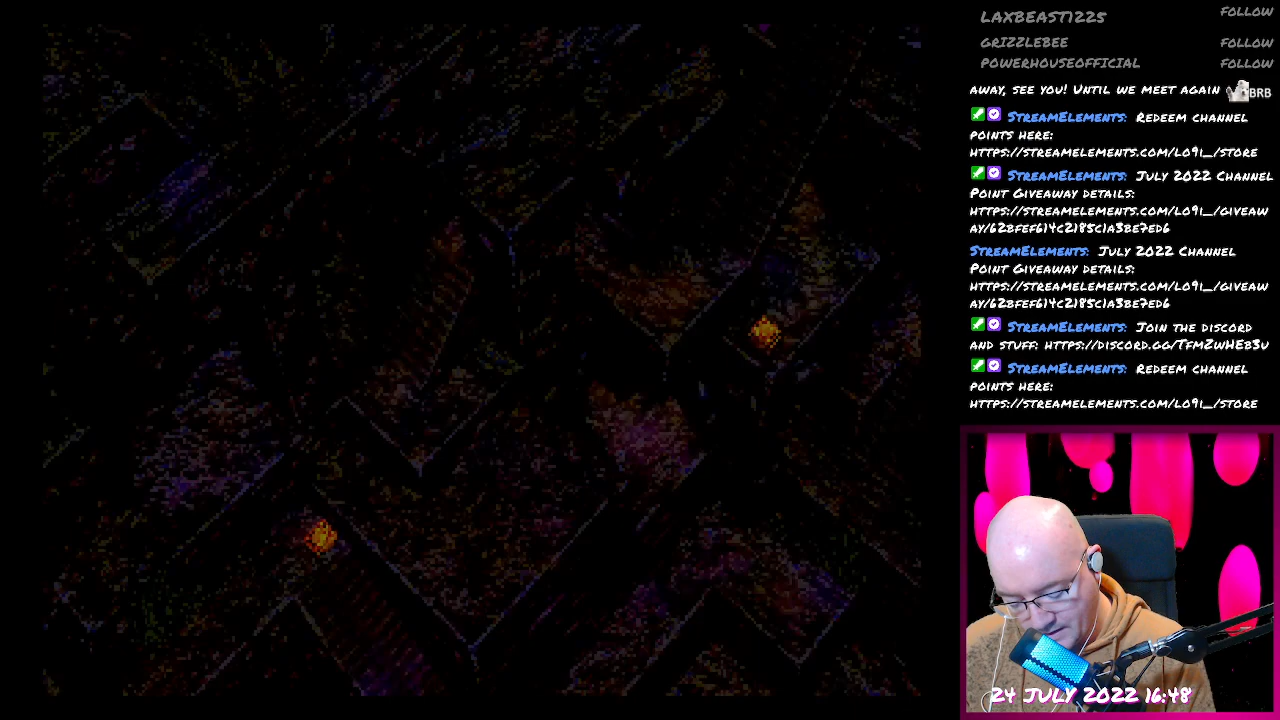 LAXBEAST1225 FOLLOW
GRIZZLEBEE FOLLOW
POWERHOUSEOFFICIAL FOLLOW
AWAY, SEE YOU! UNTIL WE MEET AGAIN BRB
STREAMELEMENTS: REDEEM CHANNEL
POINTS HERE:
HTTPS://STREAMELEMENTS.COM/LO9I_/STORE
STREAMELEMENTS: JULY 2022 CHANNEL
POINT GIVEAWAY DETAILS:
HTTPS://STREAMELEMENTS.COM/LO9I_/GIVEAW
AY/62BFEF614C2185C1A3BE7ED6
STREAMELEMENTS: JULY 2022 CHANNEL
POINT GIVEAWAY DETAILS:
HTTPS://STREAMELEMENTS.COM/LO9I_/GIVEAW
AY/62BFEF614C2185C1A3BE7ED6
STREAMELEMENTS: JOIN THE DISCORD
AND STUFF: HTTPS://DISCORD.GG/TFMZWHE83U
STREAMELEMENTS: REDEEM CHANNEL
POINTS HERE:
HTTPS://STREAMELEMENTS.COM/LO9I_/STORE
24 JULY 2022 16:48